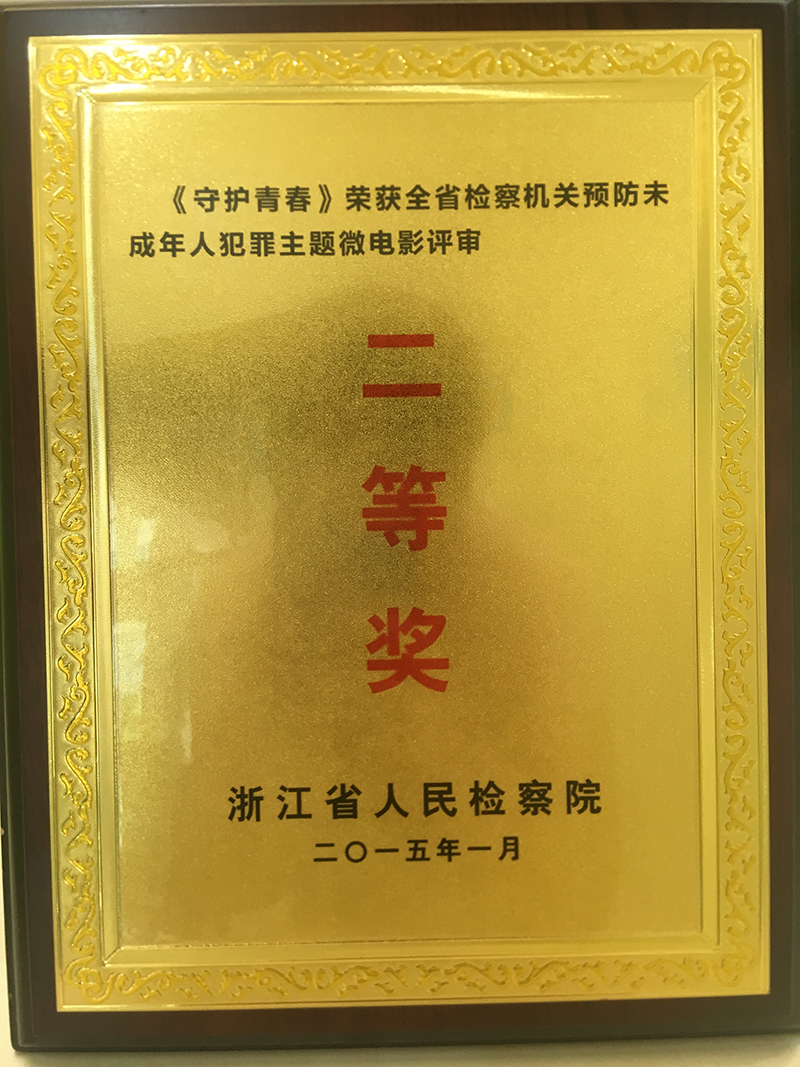 《守护青春》荣获全省检察机关预防未
成年人犯罪主题微电影评审
二
等
奖
浙江省人民检察院
二〇一五年一月